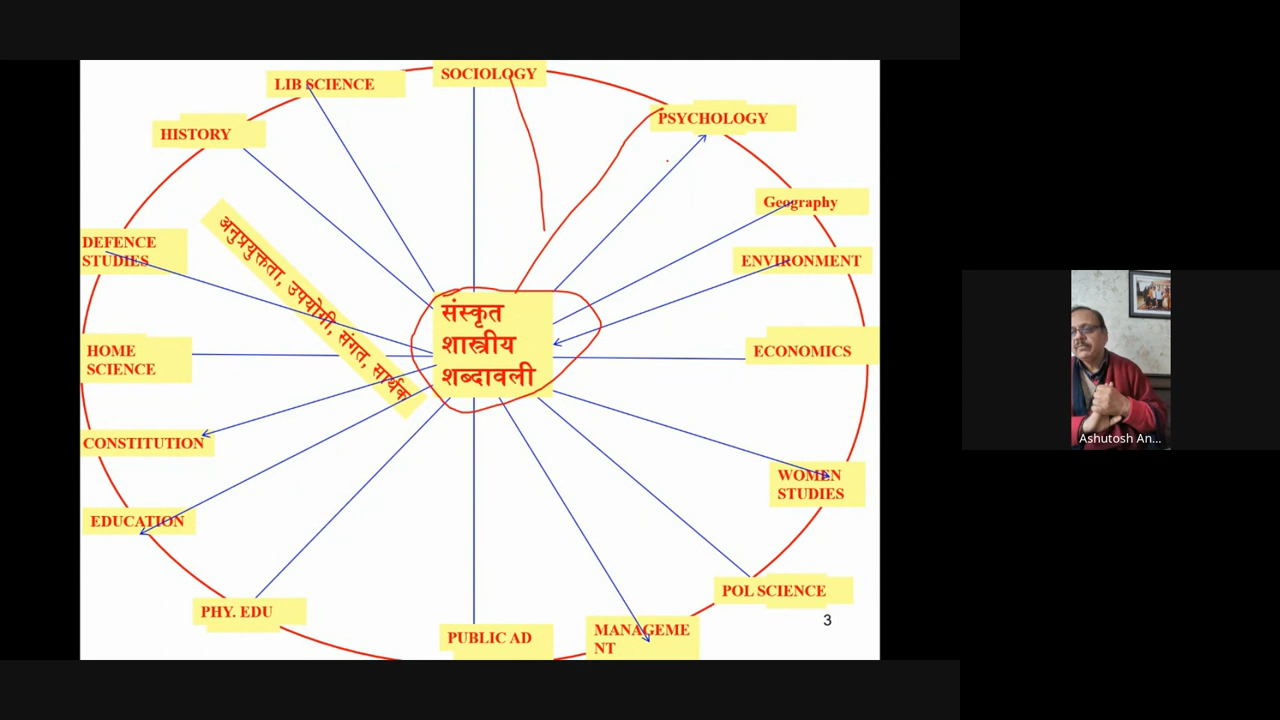 SOCIOLOGY
LIB SCIENCE
PSYCHOLOGY
HISTORY
Geography
DEFENCE
STUDIES
ENVIRONMENT
अनुप्रयुक्तता, उपयोगी, संगत, सार्थक
संस्कृत
शास्त्रीय
शब्दावली
HOME
SCIENCE
ECONOMICS
CONSTITUTION
WOMEN
STUDIES
EDUCATION
POL SCIENCE
PHY. EDU
PUBLIC AD
MANAGEME
NT
3
Ashutosh An...